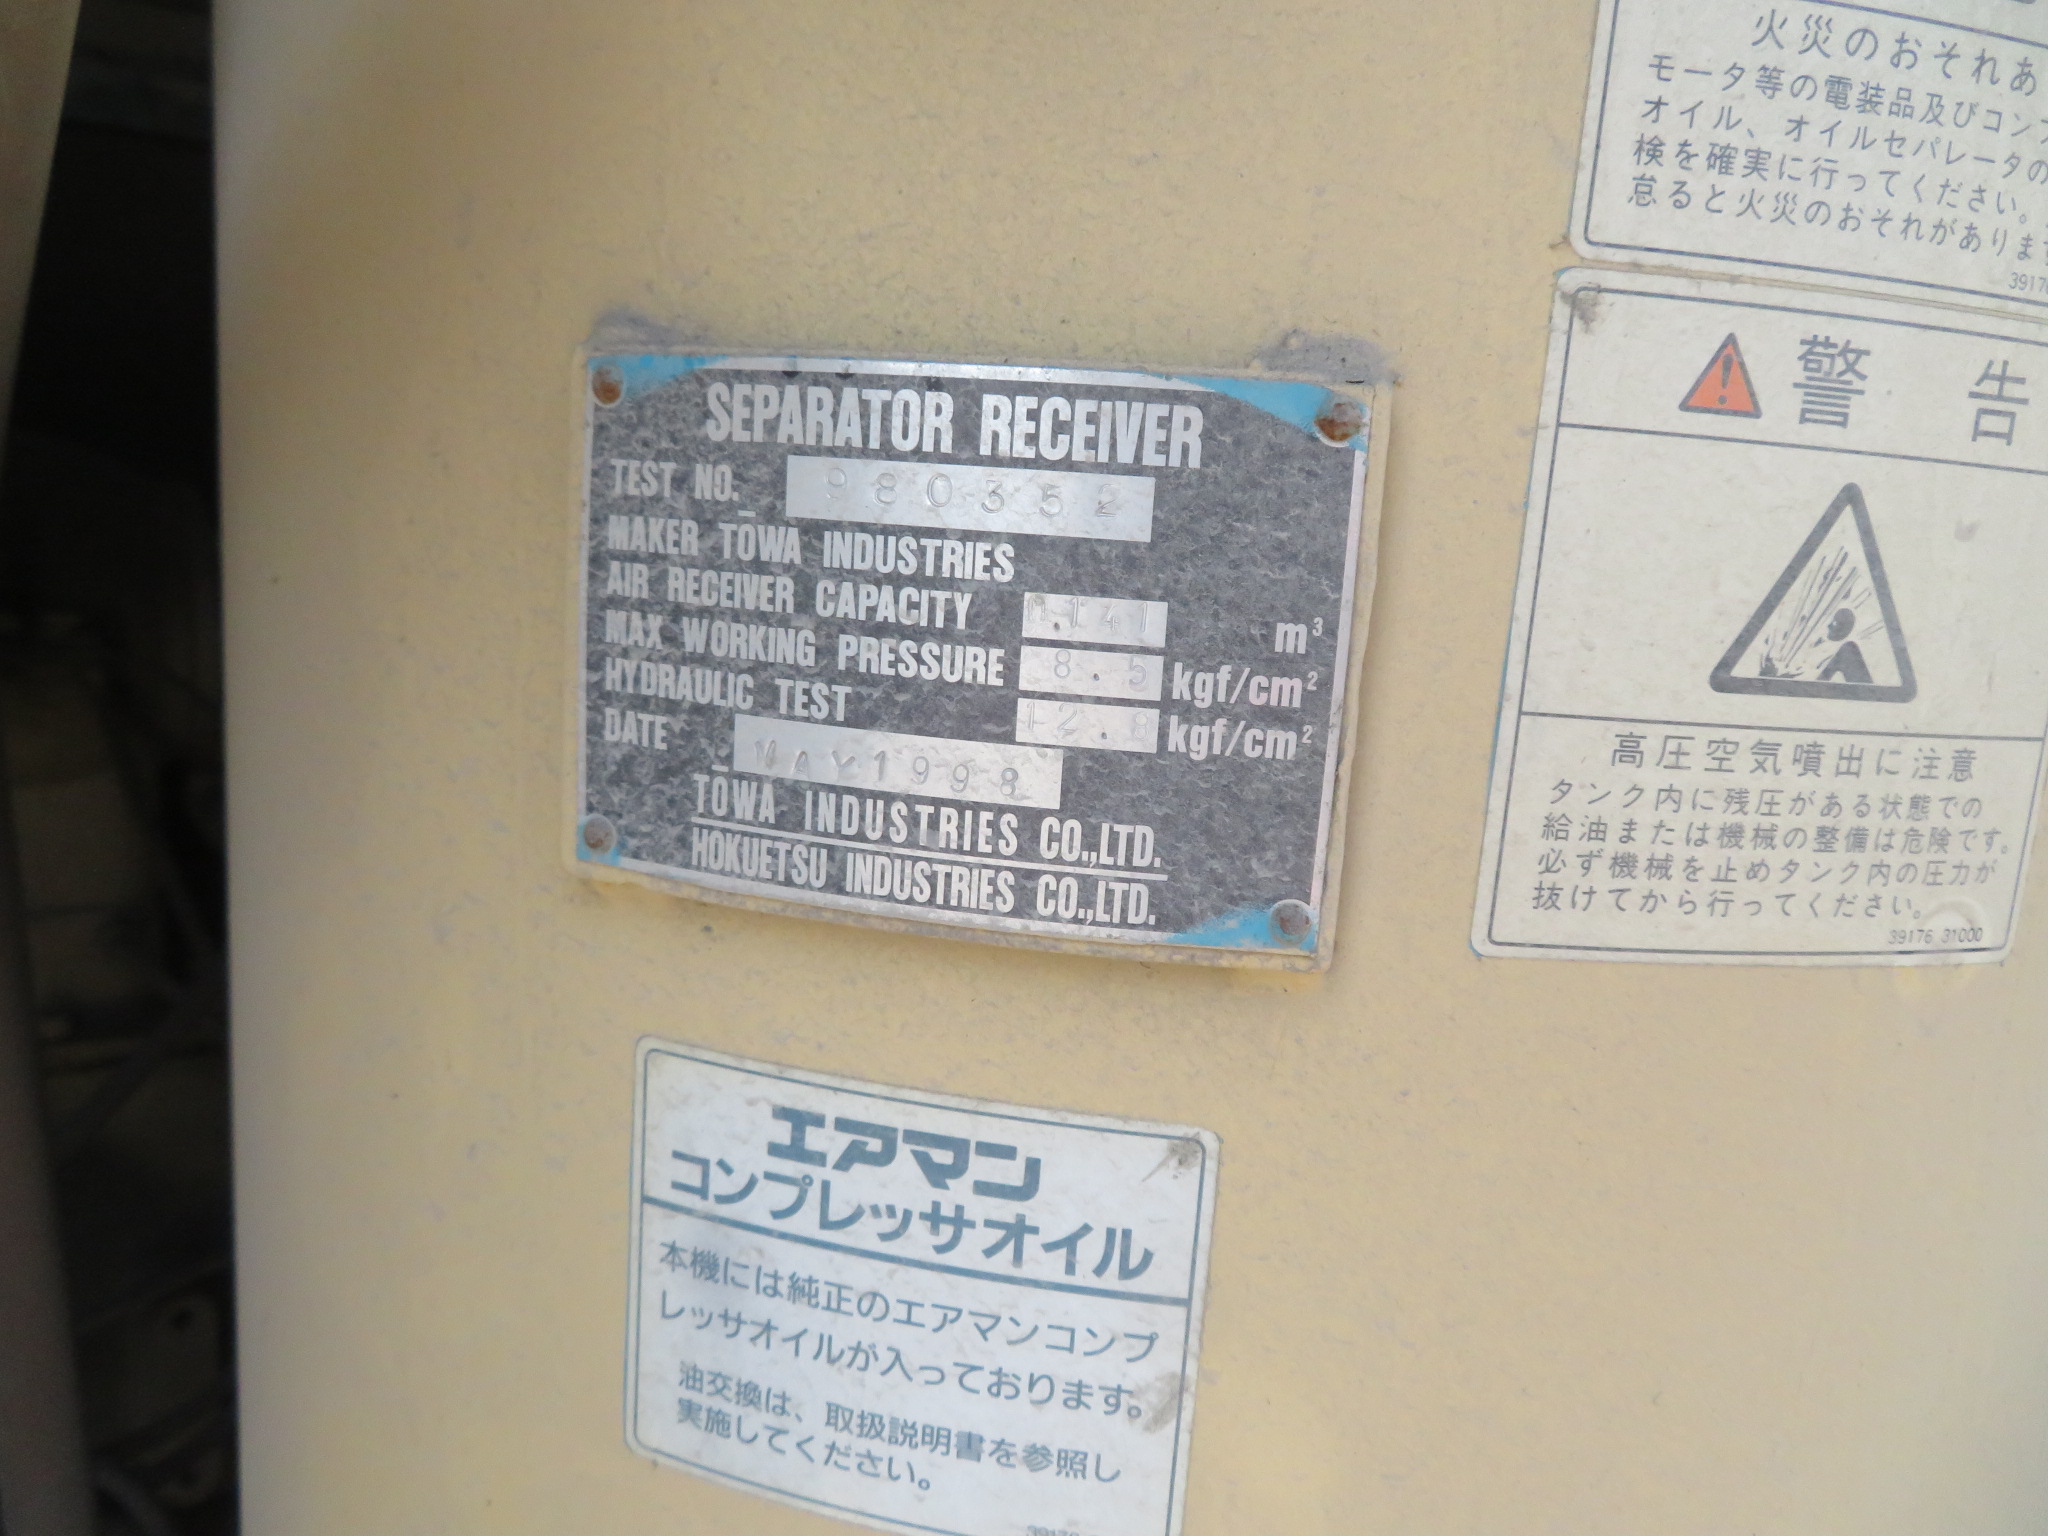 SEPARATOR RECEIVER
TEST NO. 980352
MAKER TŌWA INDUSTRIES
AIR RECEIVER CAPACITY 0.141 m³
MAX WORKING PRESSURE 8.5 kgf/cm²
HYDRAULIC TEST 12.8 kgf/cm²
DATE MAY1998
TŌWA INDUSTRIES CO.,LTD.
HOKUETSU INDUSTRIES CO.,LTD.
火災のおそれあ
モータ等の電装品及びコン
オイル、オイルセパレータの
検を確実に行ってください。
怠ると火災のおそれがありま
3917
警告
高圧空気噴出に注意
タンク内に残圧がある状態での
給油または機械の整備は危険です。
必ず機械を止めタンク内の圧力が
抜けてから行ってください。
39176 31000
エアマン
コンプレッサオイル
本機には純正のエアマンコンプ
レッサオイルが入っております。
油交換は、取扱説明書を参照し
実施してください。